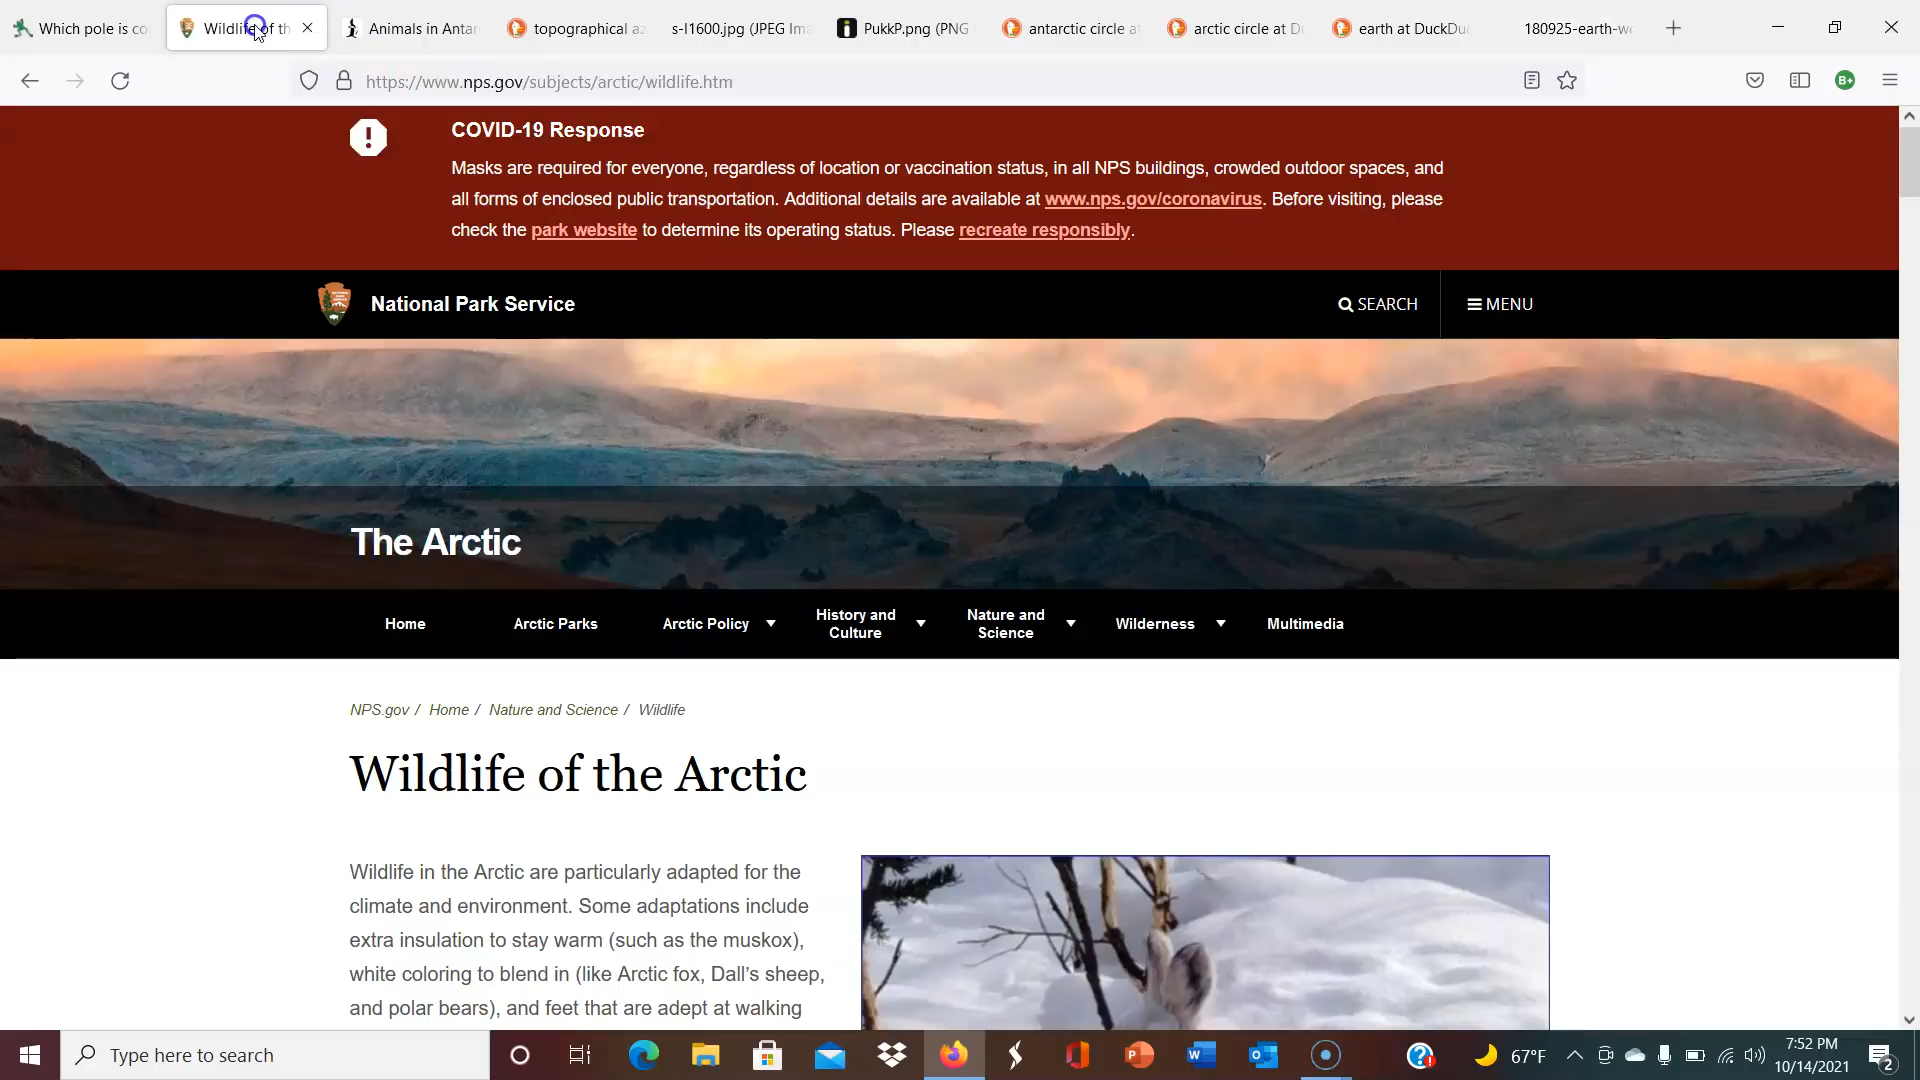 Which pole is co
Wildlife of th
Animals in Antar
topographical az
s-l1600.jpg (JPEG Ima
PukkP.png (PNG
antarctic circle at
arctic circle at Du
earth at DuckDuc
180925-earth-we
https://www.nps.gov/subjects/arctic/wildlife.htm
COVID-19 Response
Masks are required for everyone, regardless of location or vaccination status, in all NPS buildings, crowded outdoor spaces, and
all forms of enclosed public transportation. Additional details are available at www.nps.gov/coronavirus. Before visiting, please
check the park website to determine its operating status. Please recreate responsibly.
National Park Service
SEARCH
MENU
The Arctic
Home
Arctic Parks
Arctic Policy
History and
Culture
Nature and
Science
Wilderness
Multimedia
NPS.gov / Home / Nature and Science / Wildlife
Wildlife of the Arctic
Wildlife in the Arctic are particularly adapted for the
climate and environment. Some adaptations include
extra insulation to stay warm (such as the muskox),
white coloring to blend in (like Arctic fox, Dall’s sheep,
and polar bears), and feet that are adept at walking
Type here to search
67°F
7:52 PM
10/14/2021
2